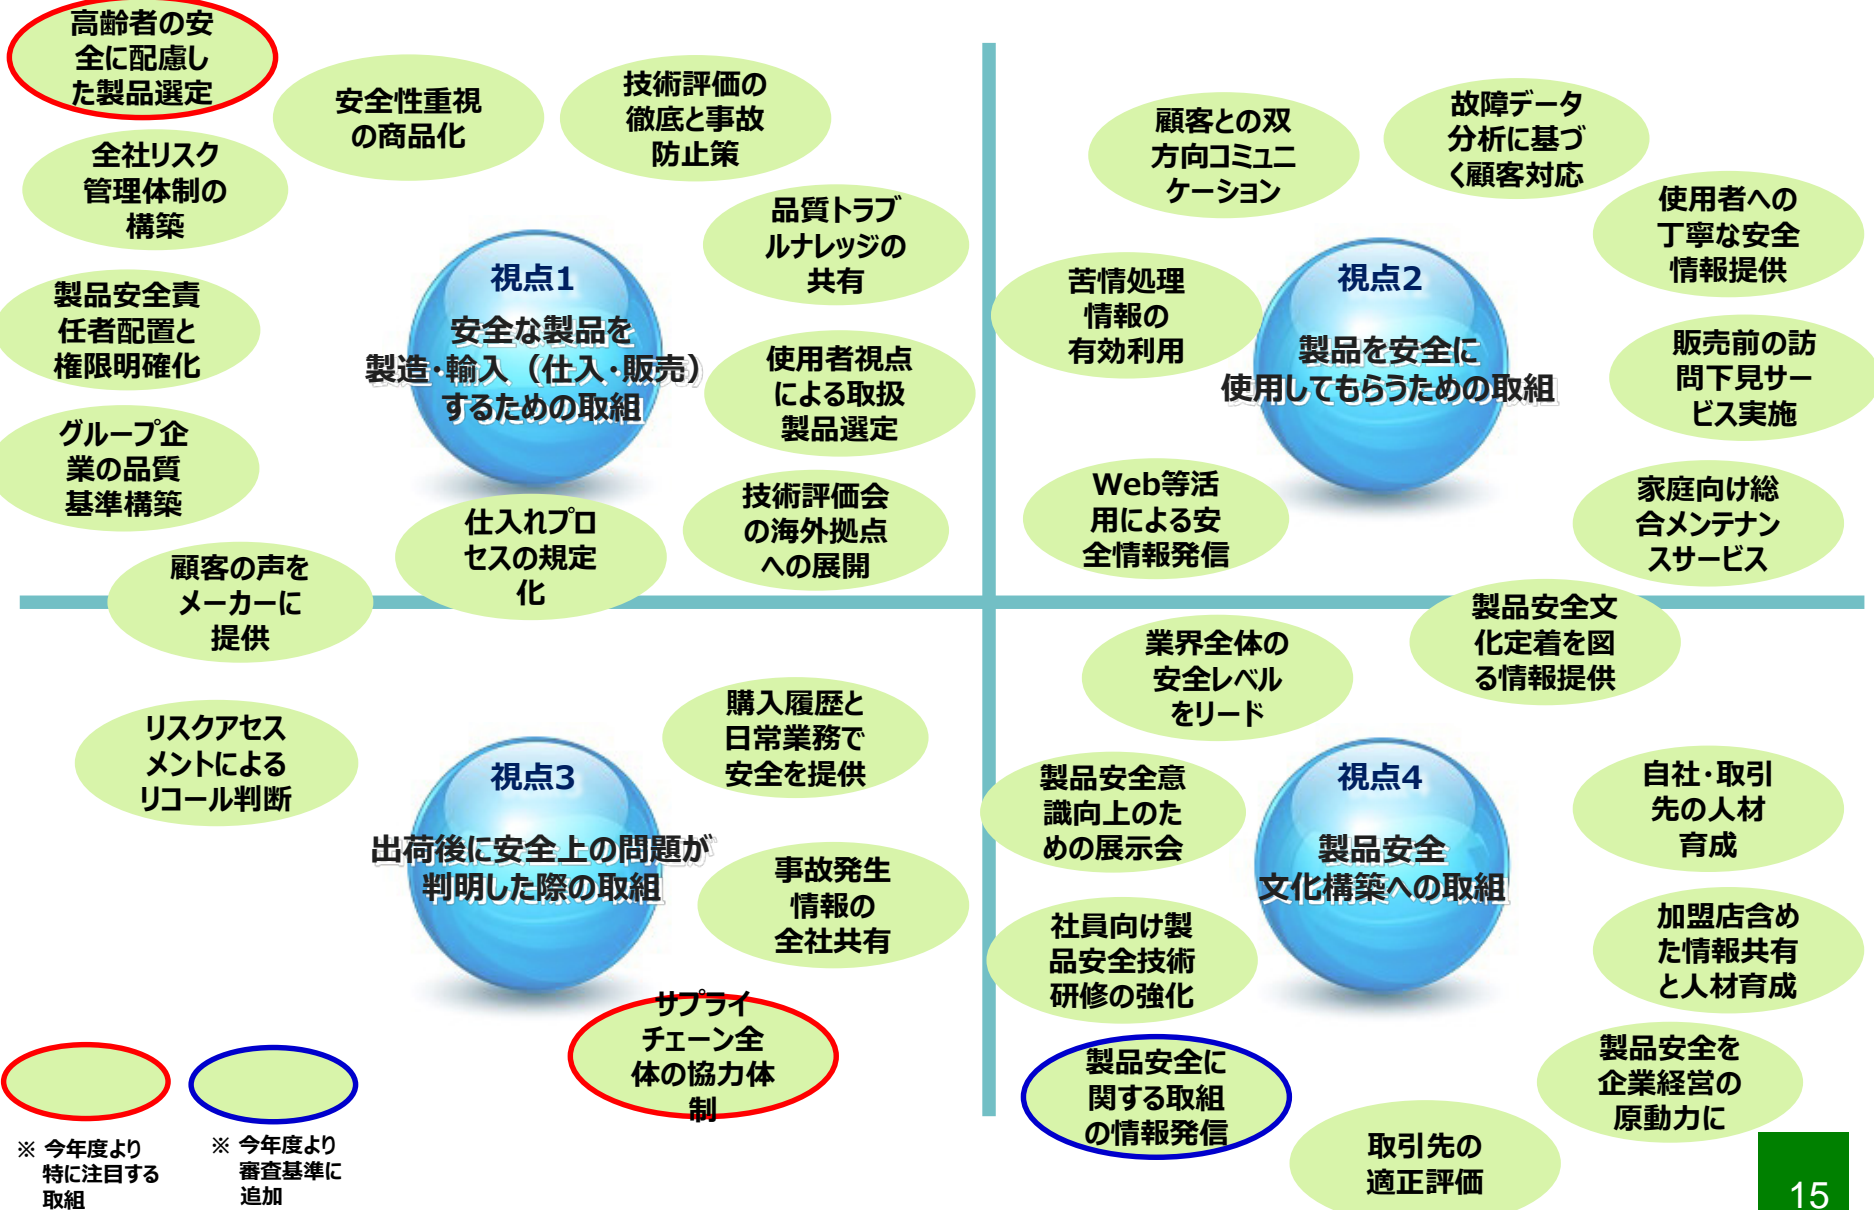 高齢者の安
全に配慮し
た製品選定
安全性重視
の商品化
技術評価の
徹底と事故
防止策
全社リスク
管理体制の
構築
品質トラブ
ルナレッジの
共有
製品安全責
任者配置と
権限明確化
視点1
安全な製品を
製造・輸入（仕入・販売）
するための取組
使用者視点
による取扱
製品選定
グループ企
業の品質
基準構築
仕入れプロ
セスの規定
化
技術評価会
の海外拠点
への展開
顧客の声を
メーカーに
提供
顧客との双
方向コミュニ
ケーション
故障データ
分析に基づ
く顧客対応
使用者への
丁寧な安全
情報提供
苦情処理
情報の
有効利用
視点2
製品を安全に
使用してもらうための取組
販売前の訪
問下見サー
ビス実施
Web等活
用による安
全情報発信
家庭向け総
合メンテナン
スサービス
リスクアセス
メントによる
リコール判断
購入履歴と
日常業務で
安全を提供
視点3
出荷後に安全上の問題が
判明した際の取組
事故発生
情報の
全社共有
サプライ
チェーン全
体の協力体
制
業界全体の
安全レベル
をリード
製品安全文
化定着を図
る情報提供
製品安全意
識向上のた
めの展示会
視点4
製品安全
文化構築への取組
自社・取引
先の人材
育成
社員向け製
品安全技術
研修の強化
加盟店含め
た情報共有
と人材育成
製品安全に
関する取組
の情報発信
製品安全を
企業経営の
原動力に
取引先の
適正評価
※ 今年度より
特に注目する
取組
※ 今年度より
審査基準に
追加
15